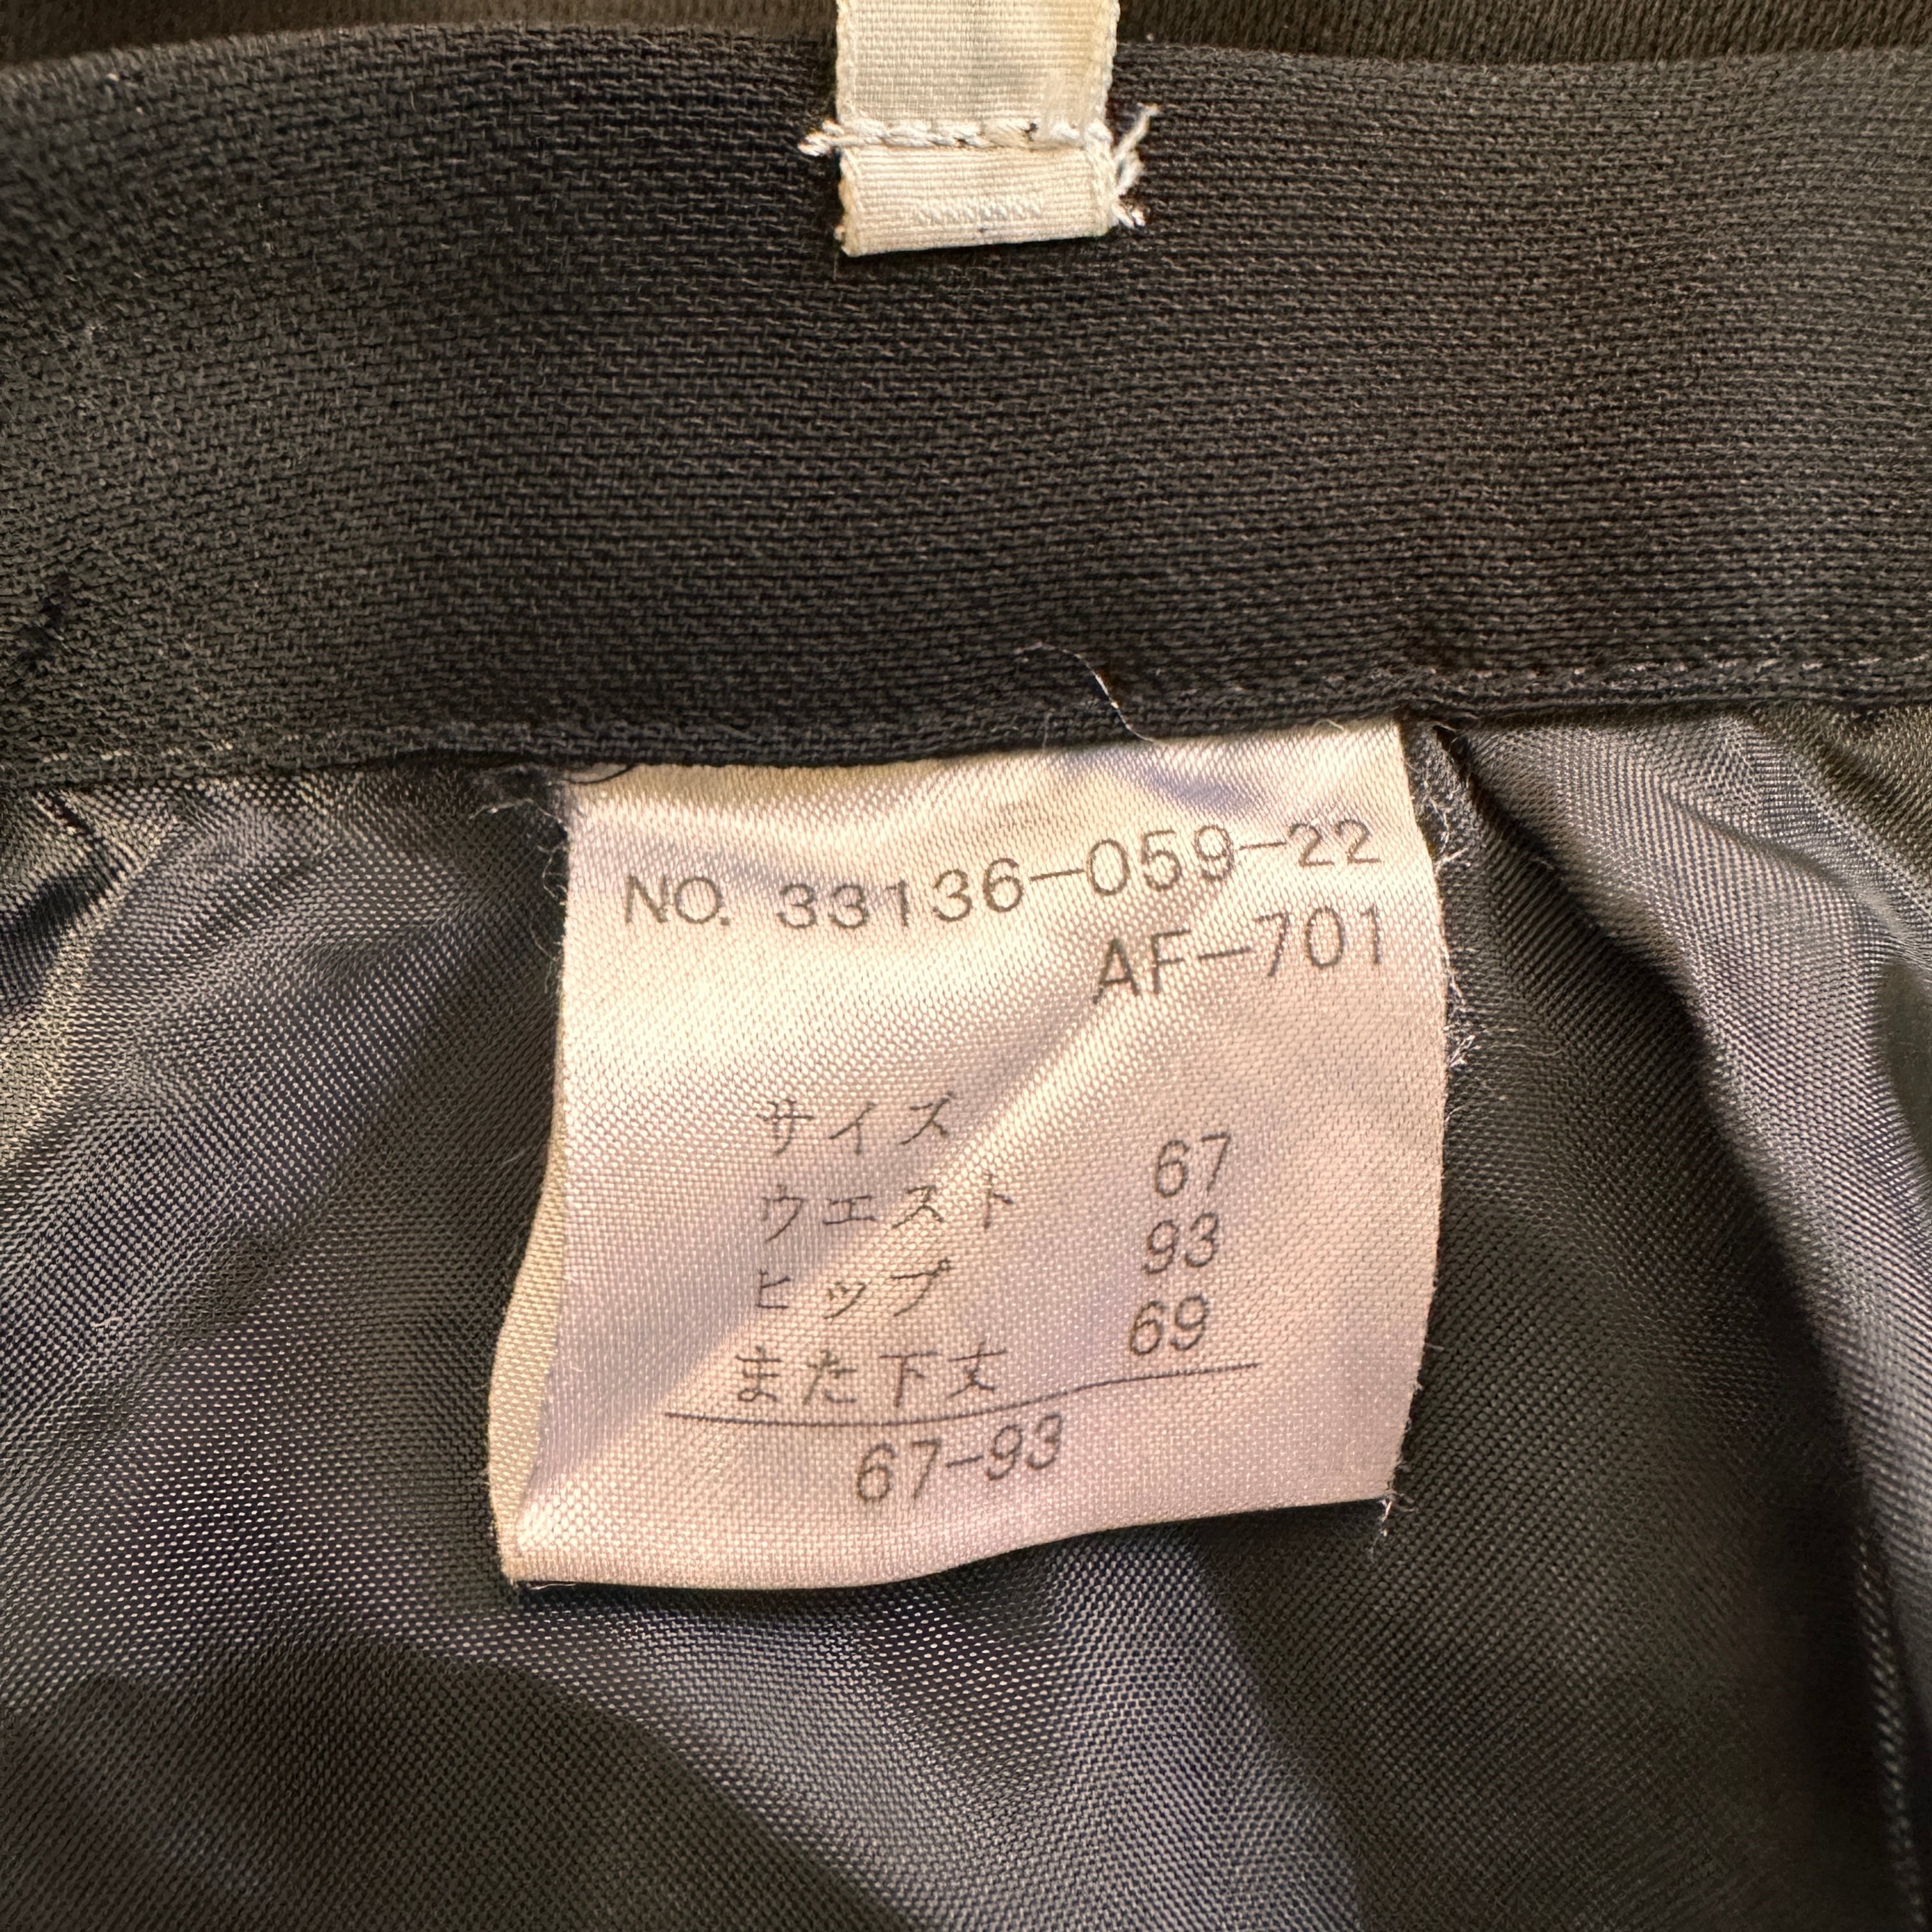 NO. 33136-059-22
AF-701
サイズ
ウエスト 67
ヒップ 93
また下丈 69
67-93